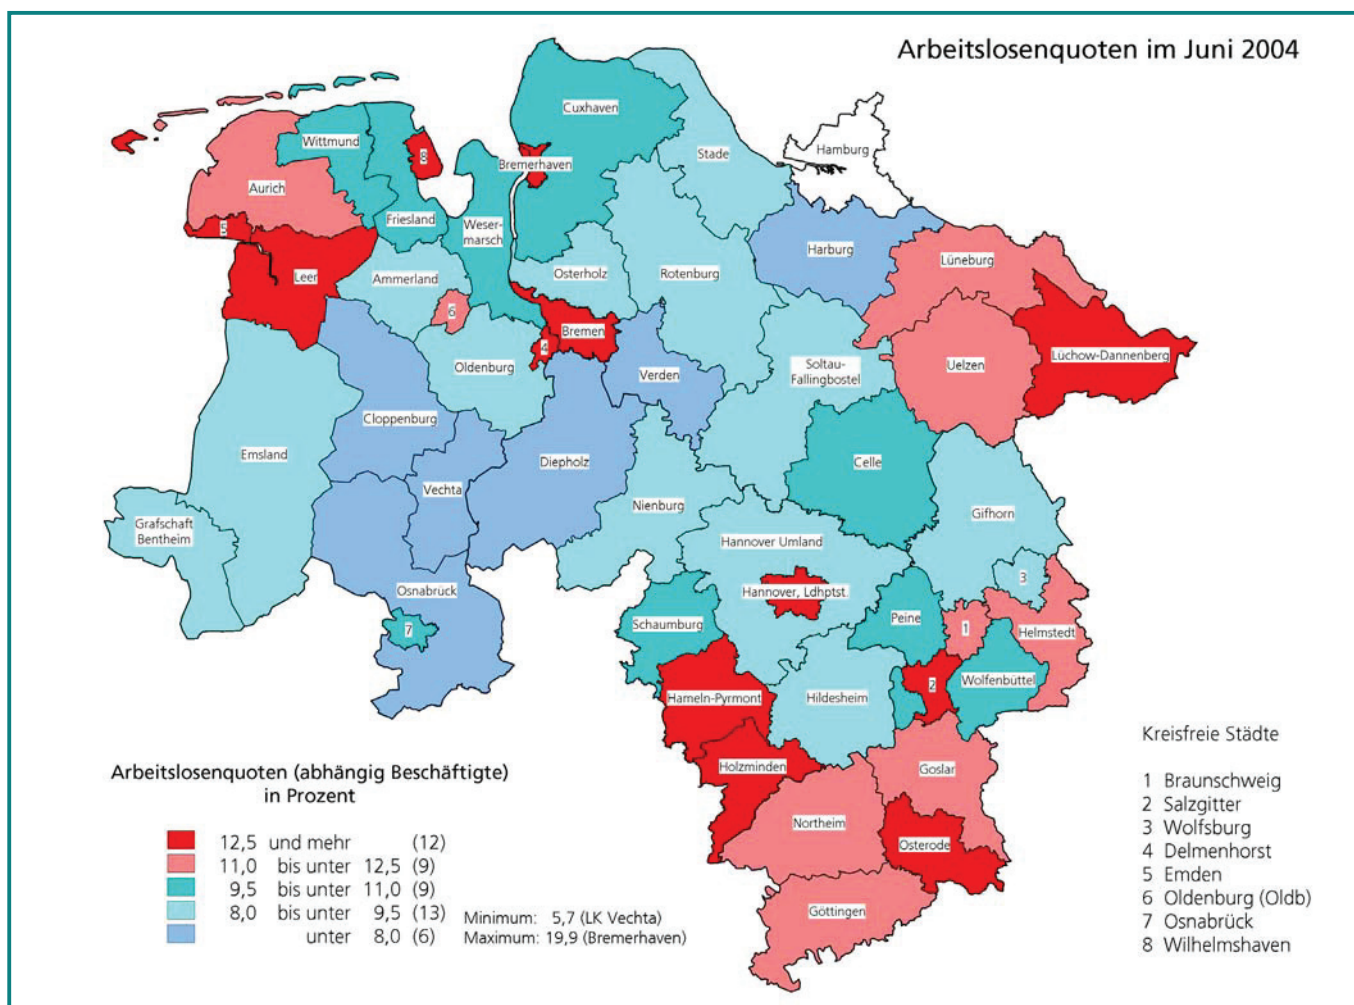 Arbeitslosenquoten im Juni 2004
Cuxhaven
Wittmund
Stade
Hamburg
8
Bremerhaven
Aurich
Friesland
Weser-
marsch
5
Harburg
Lüneburg
Leer
Ammerland
Osterholz
Rotenburg
6
Bremen
4
Lüchow-Dannenberg
Oldenburg
Verden
Soltau-
Fallingbostel
Uelzen
Cloppenburg
Emsland
Diepholz
Celle
Vechta
Nienburg
Gifhorn
Grafschaft
Bentheim
Hannover Umland
3
Osnabrück
Hannover, Ldhptst.
7
Schaumburg
Peine
1
Helmstedt
Wolfenbüttel
2
Hameln-Pyrmont
Hildesheim
Holzminden
Goslar
Northeim
Osterode
Göttingen
Arbeitslosenquoten (abhängig Beschäftigte)
in Prozent
12,5 und mehr (12)
11,0 bis unter 12,5 (9)
9,5 bis unter 11,0 (9)
8,0 bis unter 9,5 (13)
unter 8,0 (6)
Minimum: 5,7 (LK Vechta)
Maximum: 19,9 (Bremerhaven)
Kreisfreie Städte
1 Braunschweig
2 Salzgitter
3 Wolfsburg
4 Delmenhorst
5 Emden
6 Oldenburg (Oldb)
7 Osnabrück
8 Wilhelmshaven